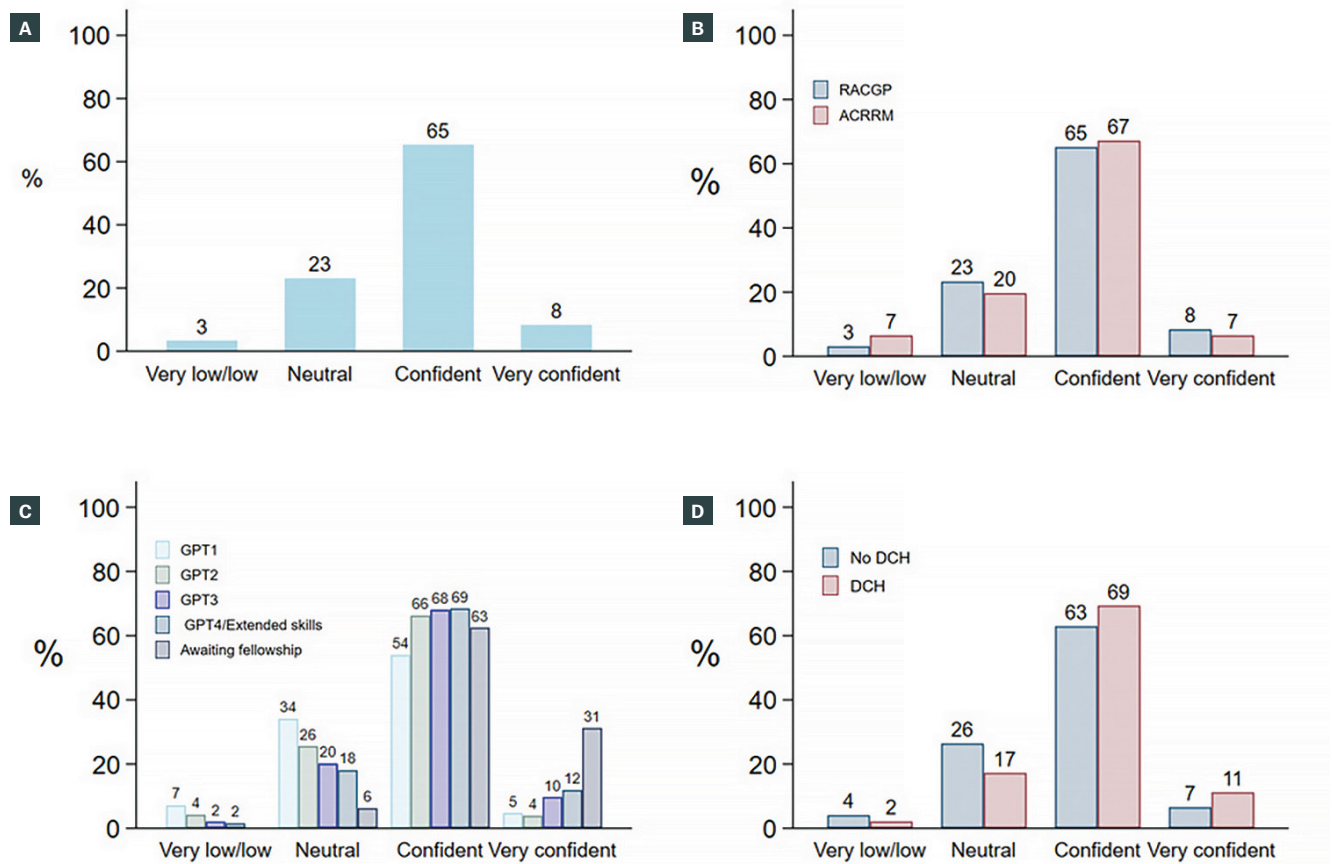 A
%
100
80
60
40
20
0
3
23
65
8
Very low/low Neutral Confident Very confident
B
%
100
80
60
40
20
0
RACGP
ACRRM
3 7
23 20
65 67
8 7
Very low/low Neutral Confident Very confident
C
%
100
80
60
40
20
0
GPT1
GPT2
GPT3
GPT4/Extended skills
Awaiting fellowship
7 4 2 2
34 26 20 18 6
54 66 68 69 63
5 4 10 12 31
Very low/low Neutral Confident Very confident
D
%
100
80
60
40
20
0
No DCH
DCH
4 2
26 17
63 69
7 11
Very low/low Neutral Confident Very confident